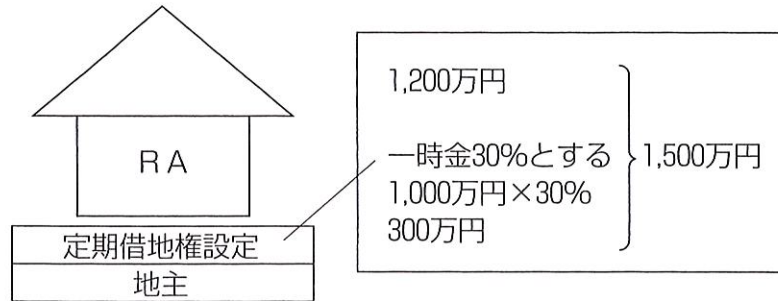 RA
定期借地権設定
地主
1,200万円
一時金30%とする
1,000万円×30%
300万円
1,500万円